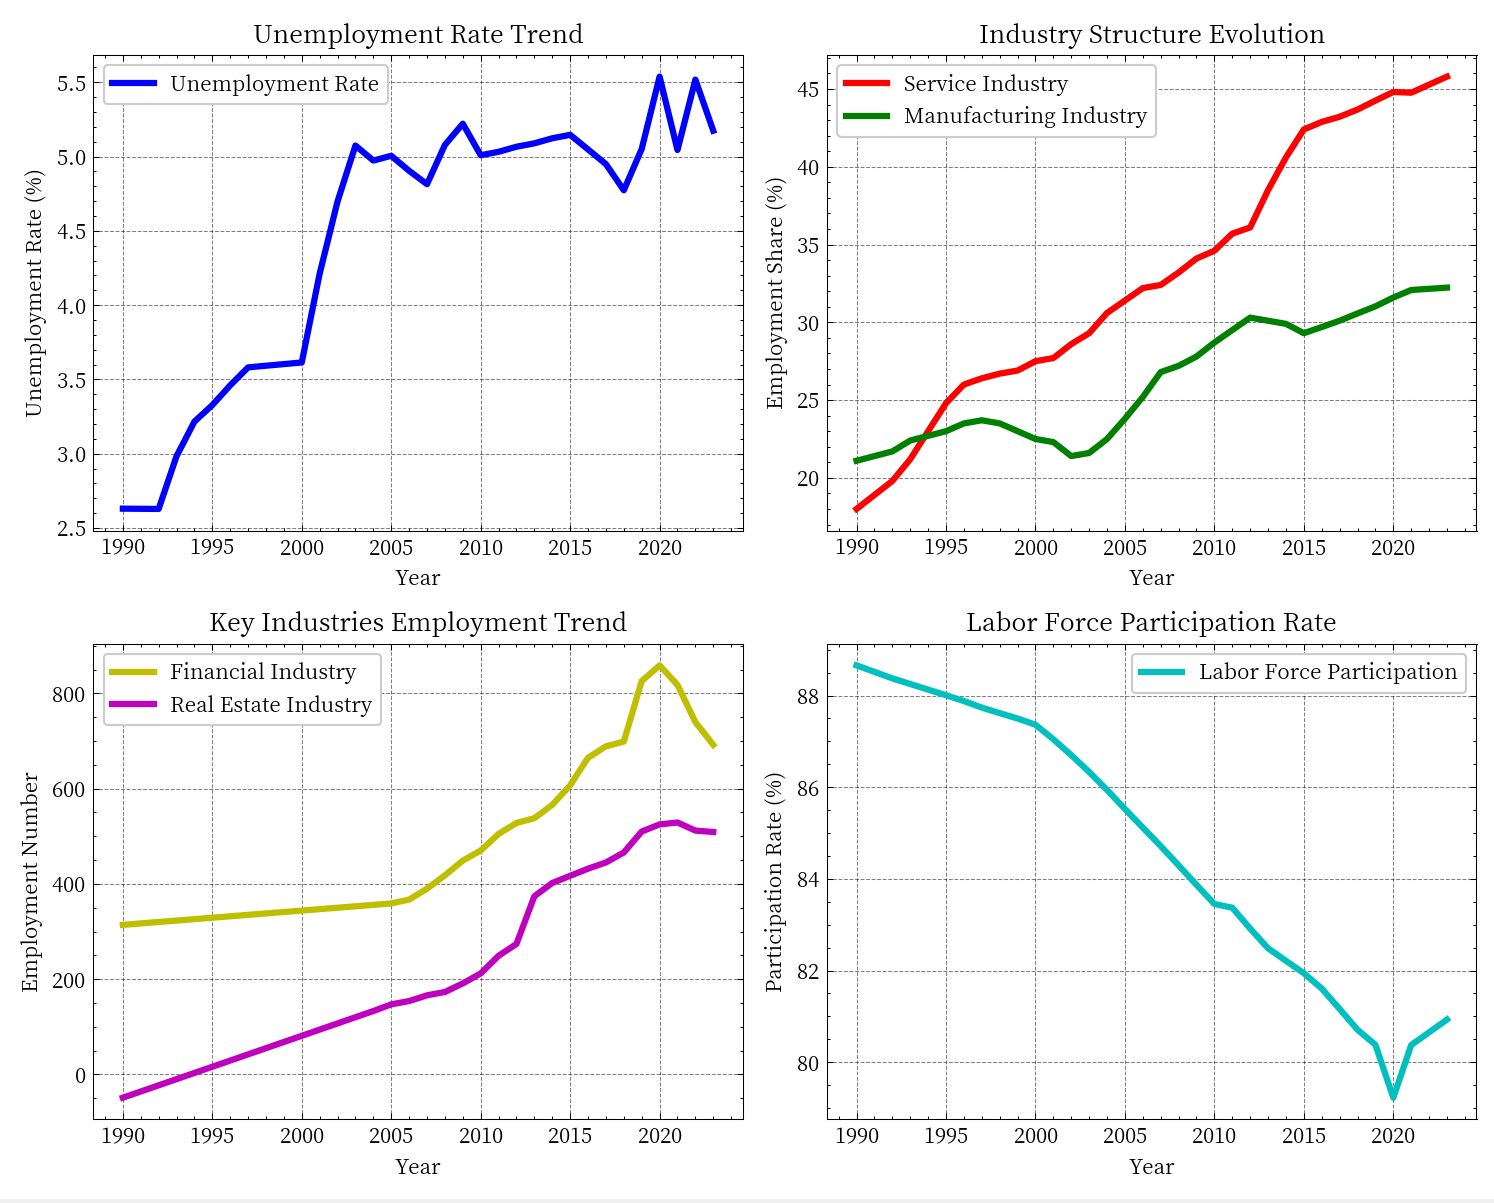 Unemployment Rate Trend
Unemployment Rate
5.5
5.0
4.5
4.0
3.5
3.0
2.5
Unemployment Rate (%)
1990 1995 2000 2005 2010 2015 2020
Year
Industry Structure Evolution
Service Industry
Manufacturing Industry
45
40
35
30
25
20
Employment Share (%)
1990 1995 2000 2005 2010 2015 2020
Year
Key Industries Employment Trend
Financial Industry
Real Estate Industry
800
600
400
200
0
Employment Number
1990 1995 2000 2005 2010 2015 2020
Year
Labor Force Participation Rate
Labor Force Participation
88
86
84
82
80
Participation Rate (%)
1990 1995 2000 2005 2010 2015 2020
Year